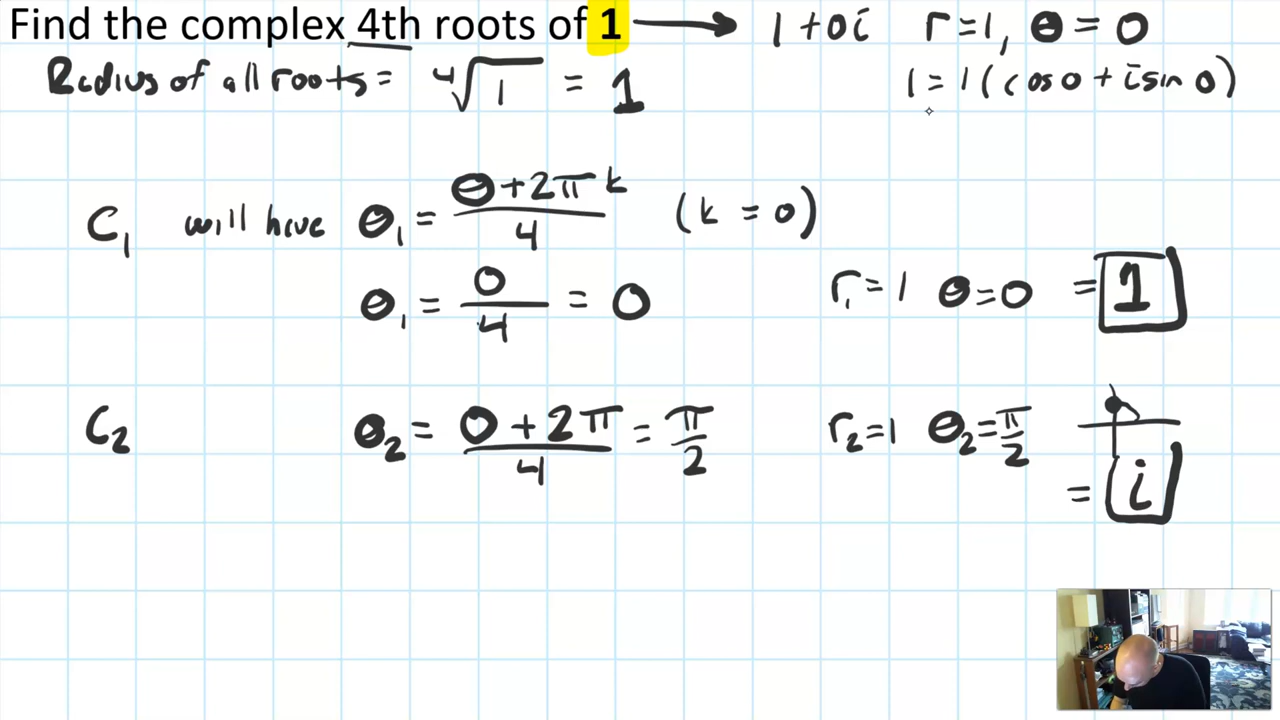 Find the complex 4th roots of 1 → 1 + 0i r = 1, θ = 0
Radius of all roots = ∜1 = 1 1 = 1(cos 0 + i sin 0)
C₁ will have θ₁ = (θ + 2πk)/4 (k = 0)
θ₁ = 0/4 = 0 r₁ = 1 θ = 0 = 1
C₂ θ₂ = (0 + 2π)/4 = π/2 r₂ = 1 θ₂ = π/2
= i